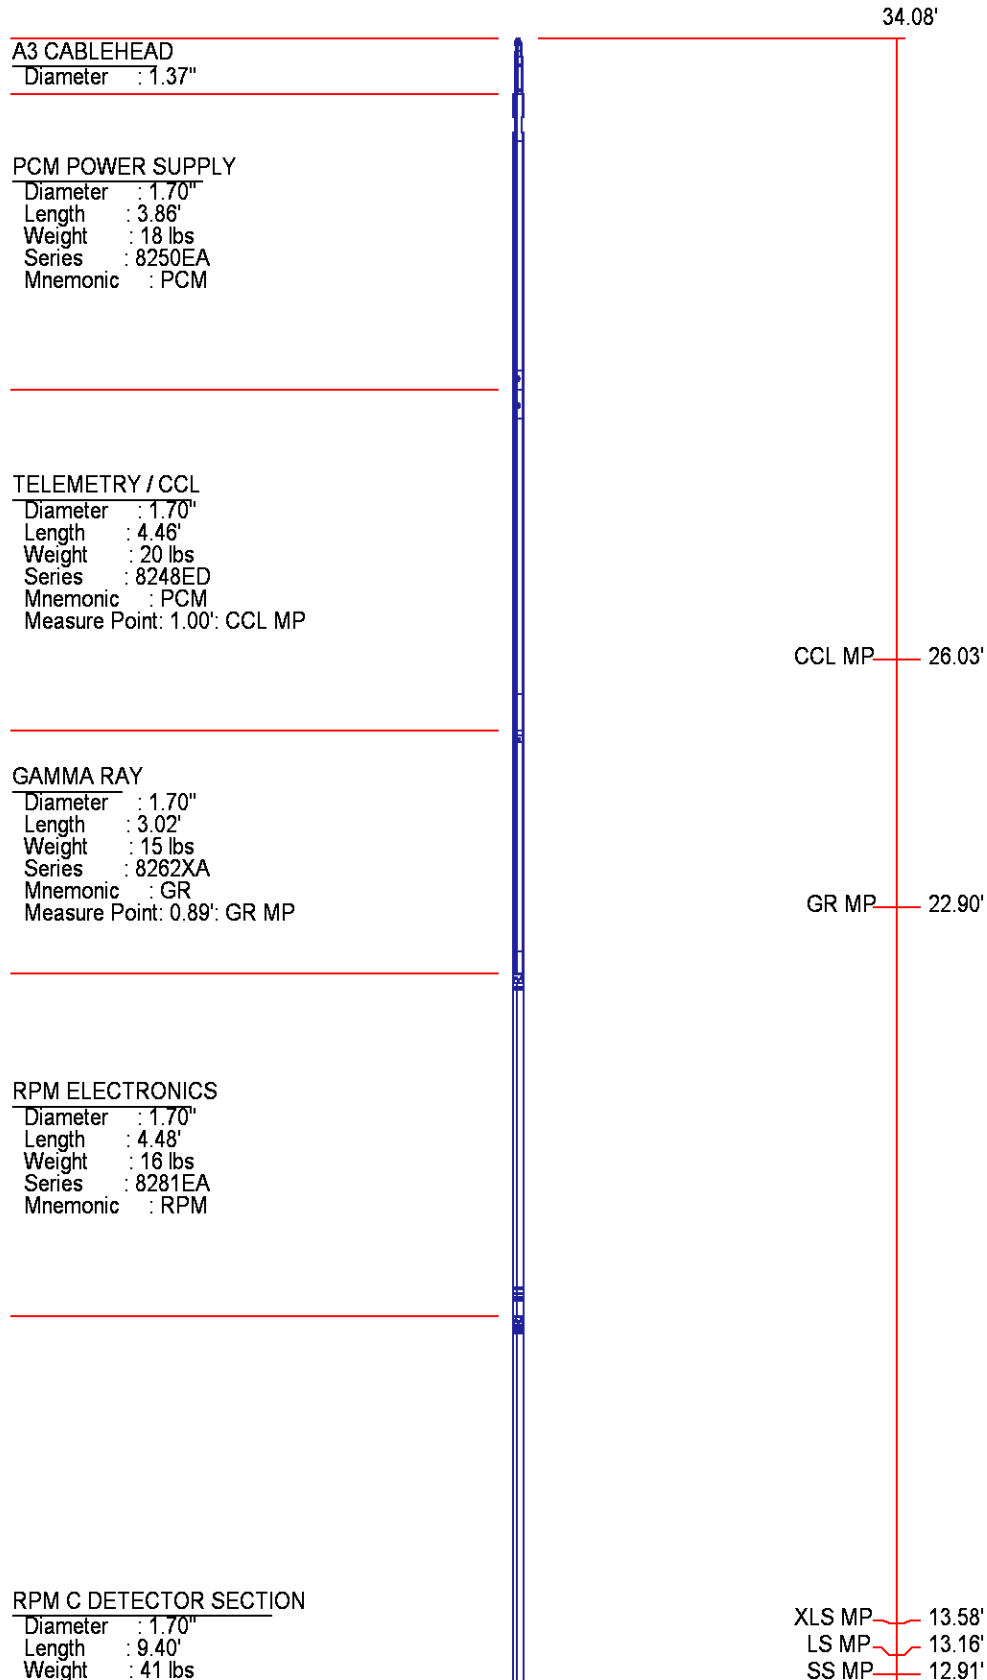 34.08'
A3 CABLEHEAD
Diameter : 1.37"
PCM POWER SUPPLY
Diameter : 1.70"
Length : 3.86'
Weight : 18 lbs
Series : 8250EA
Mnemonic : PCM
TELEMETRY / CCL
Diameter : 1.70"
Length : 4.46'
Weight : 20 lbs
Series : 8248ED
Mnemonic : PCM
Measure Point: 1.00': CCL MP
CCL MP 26.03'
GAMMA RAY
Diameter : 1.70"
Length : 3.02'
Weight : 15 lbs
Series : 8262XA
Mnemonic : GR
Measure Point: 0.89': GR MP
GR MP 22.90'
RPM ELECTRONICS
Diameter : 1.70"
Length : 4.48'
Weight : 16 lbs
Series : 8281EA
Mnemonic : RPM
RPM C DETECTOR SECTION
Diameter : 1.70"
Length : 9.40'
Weight : 41 lbs
XLS MP 13.58'
LS MP 13.16'
SS MP 12.91'